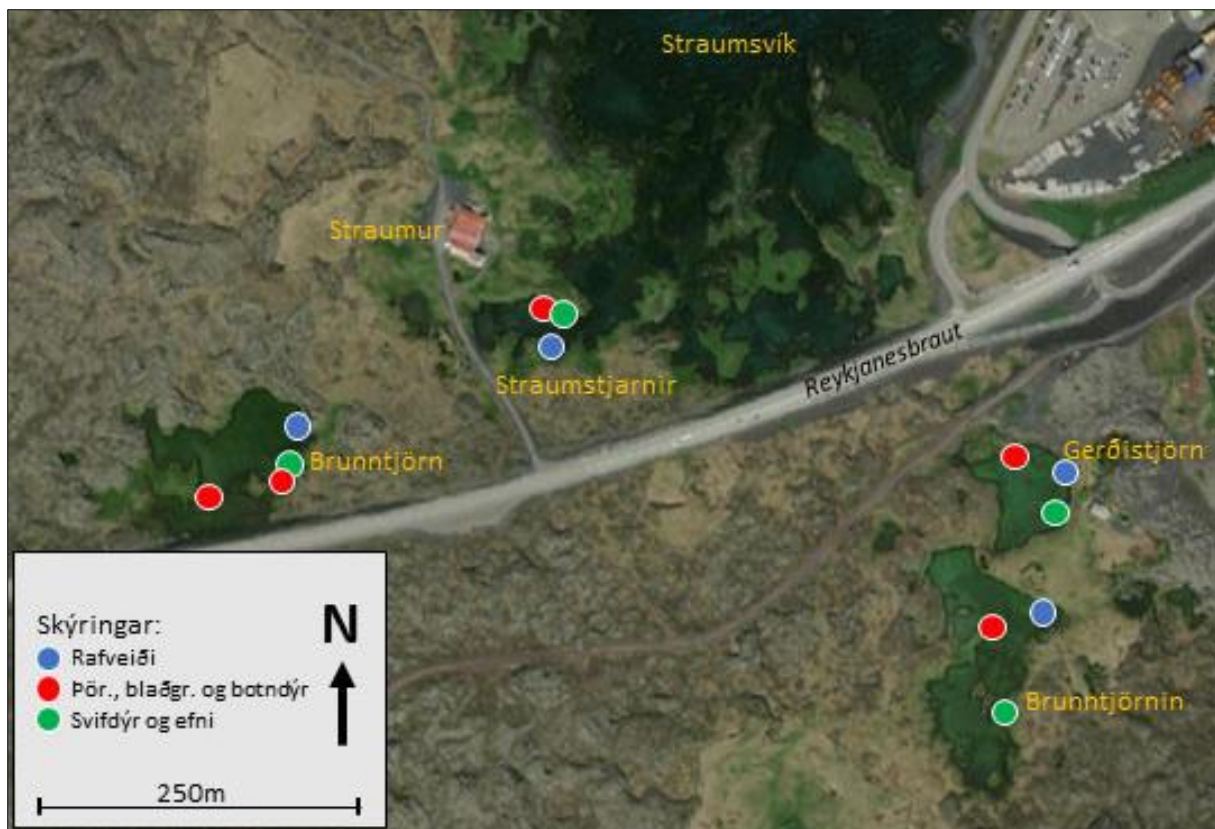 Straumsvík
Straumur
Reykjanesbraut
Straumstjarnir
Brunntjörn
Gerðistjörn
Brunntjörnin
Skýringar:
N
Rafveiði
Þör., blaðgr. og botndýr
Svifdýr og efni
250m